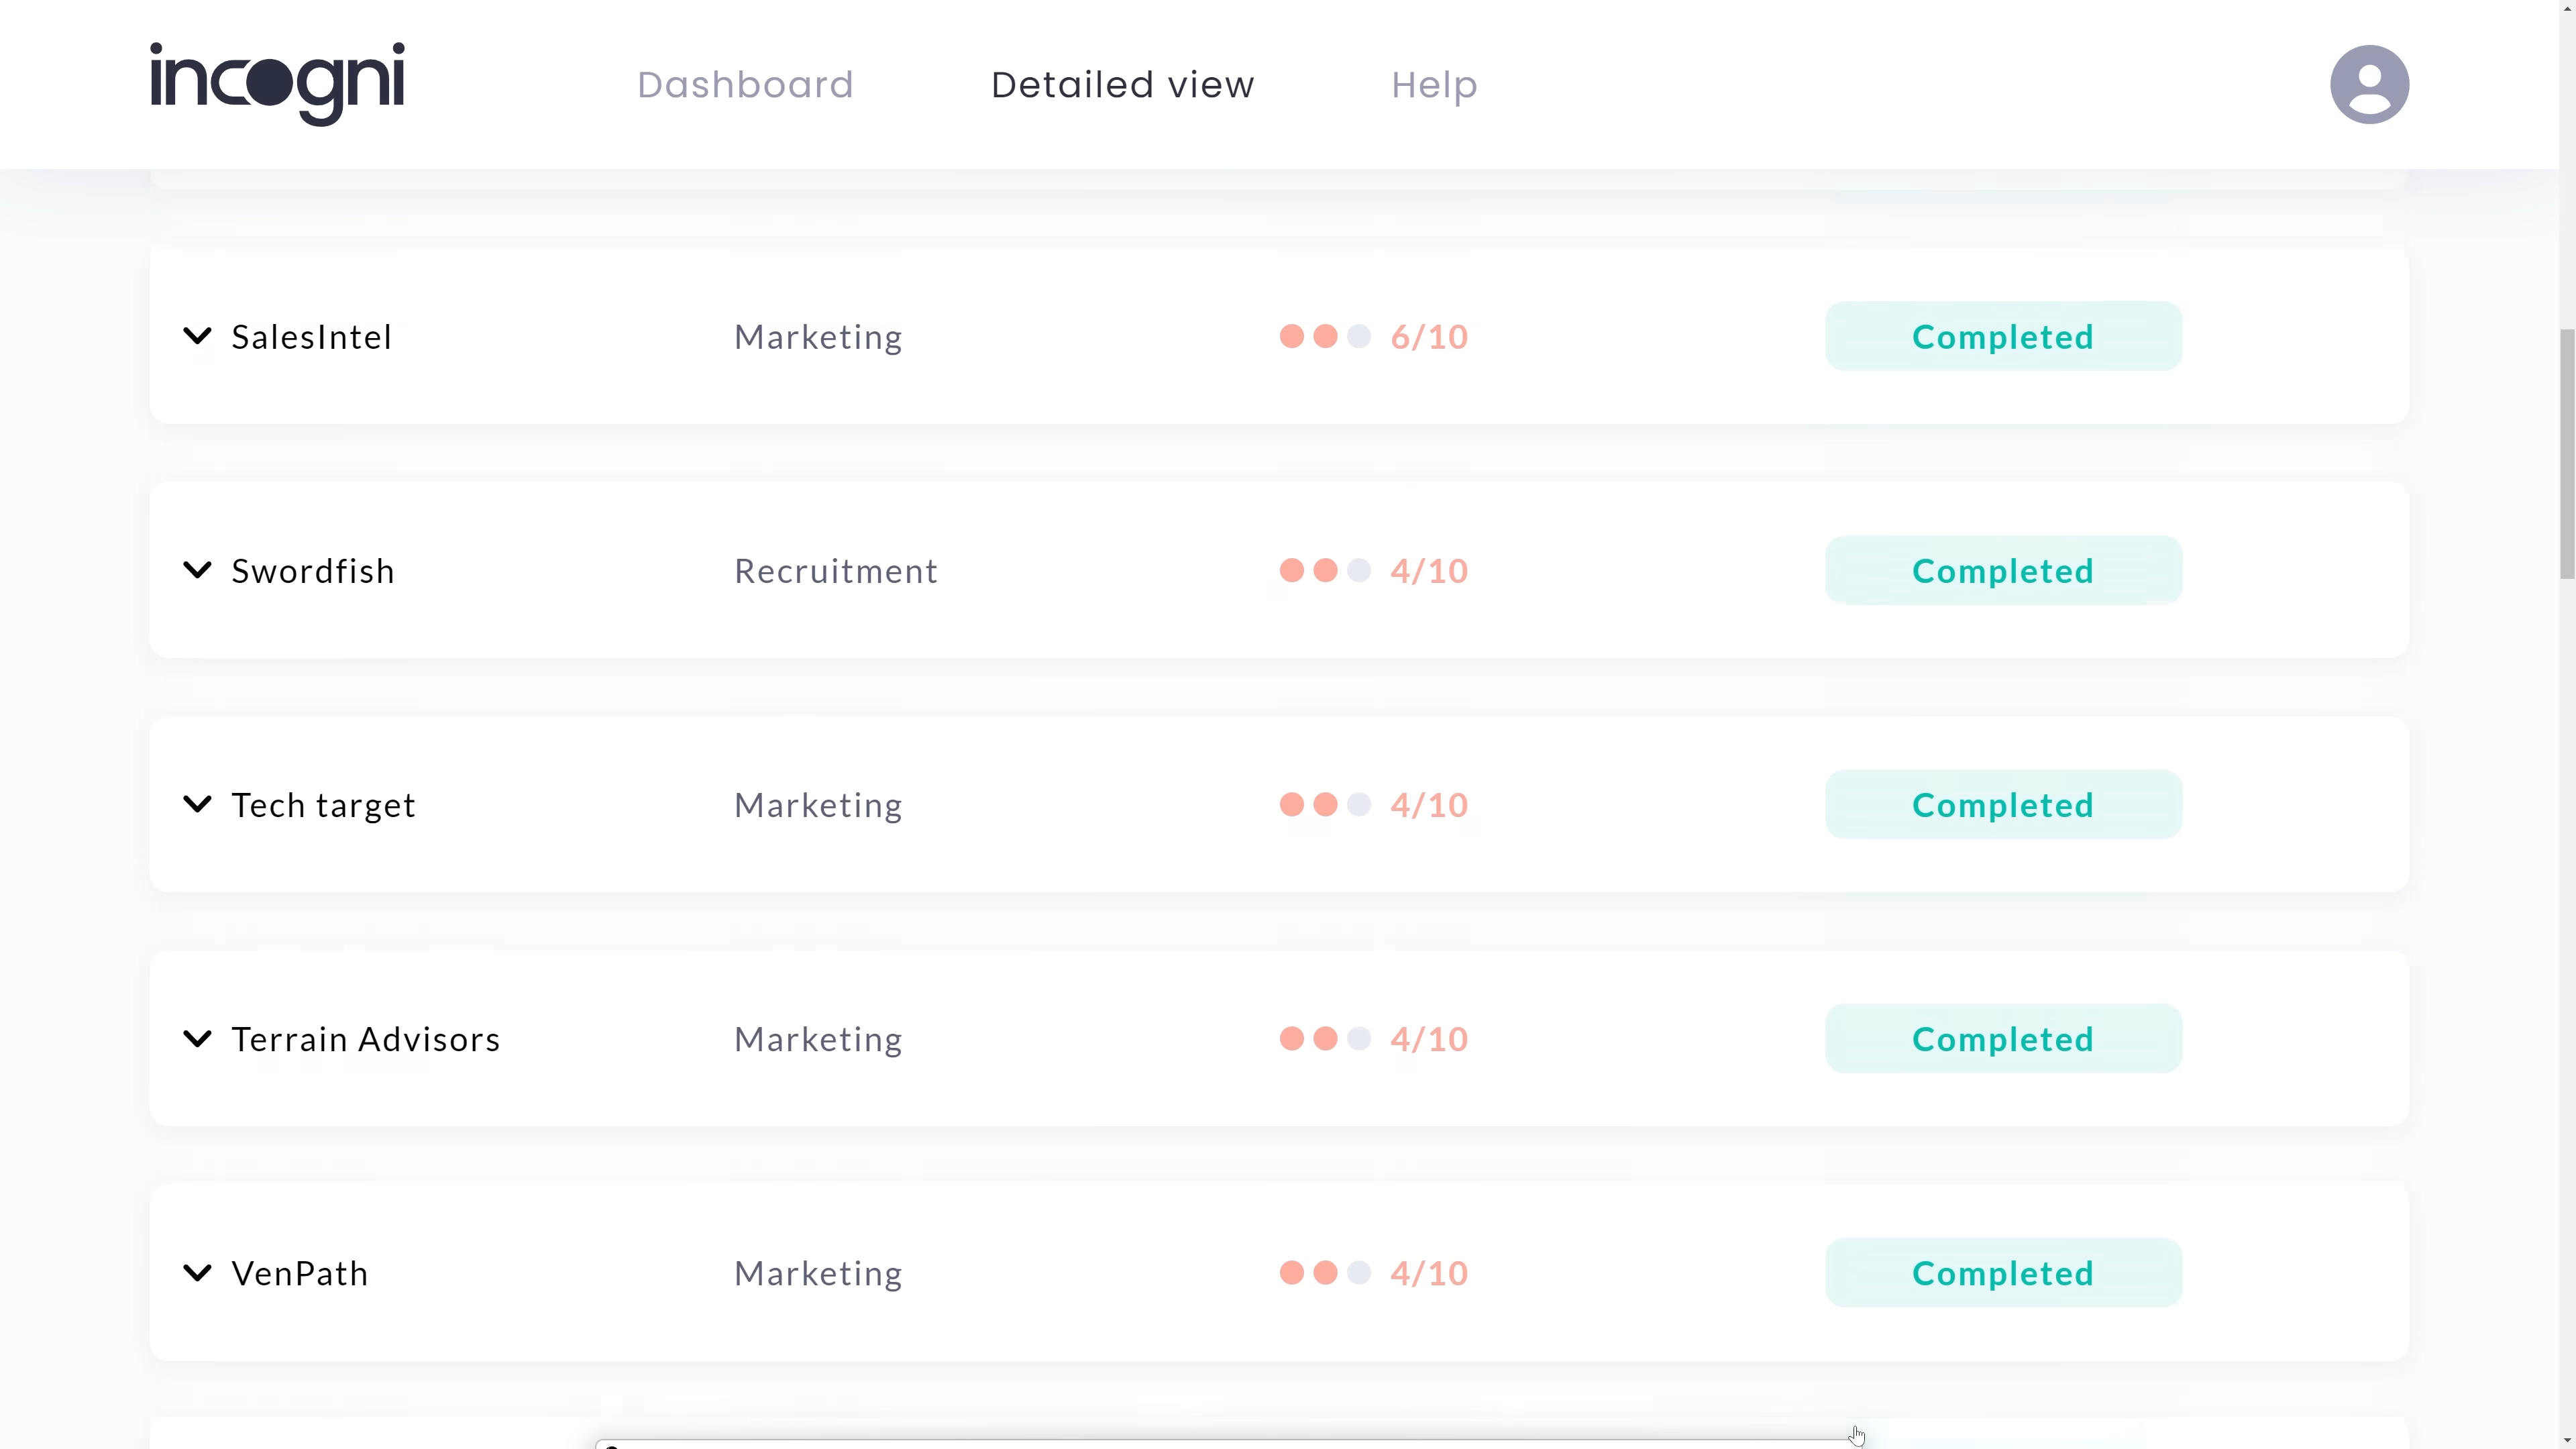 incogni
Dashboard Detailed view Help
SalesIntel Marketing 6/10 Completed
Swordfish Recruitment 4/10 Completed
Tech target Marketing 4/10 Completed
Terrain Advisors Marketing 4/10 Completed
VenPath Marketing 4/10 Completed